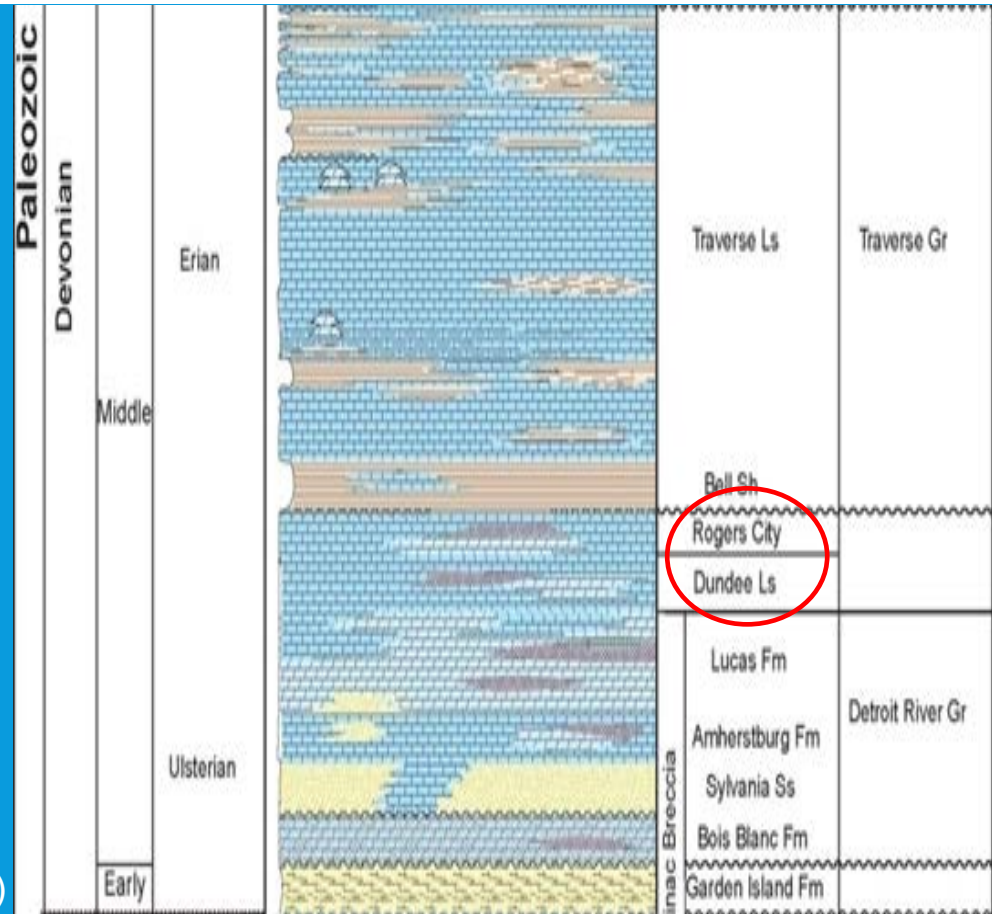 Paleozoic
Devonian
Middle
Early
Erian
Ulsterian
Traverse Ls
Traverse Gr
Bell Sh
Rogers City
Dundee Ls
Lucas Fm
Detroit River Gr
Amherstburg Fm
Sylvania Ss
Bois Blanc Fm
Garden Island Fm
Breccia